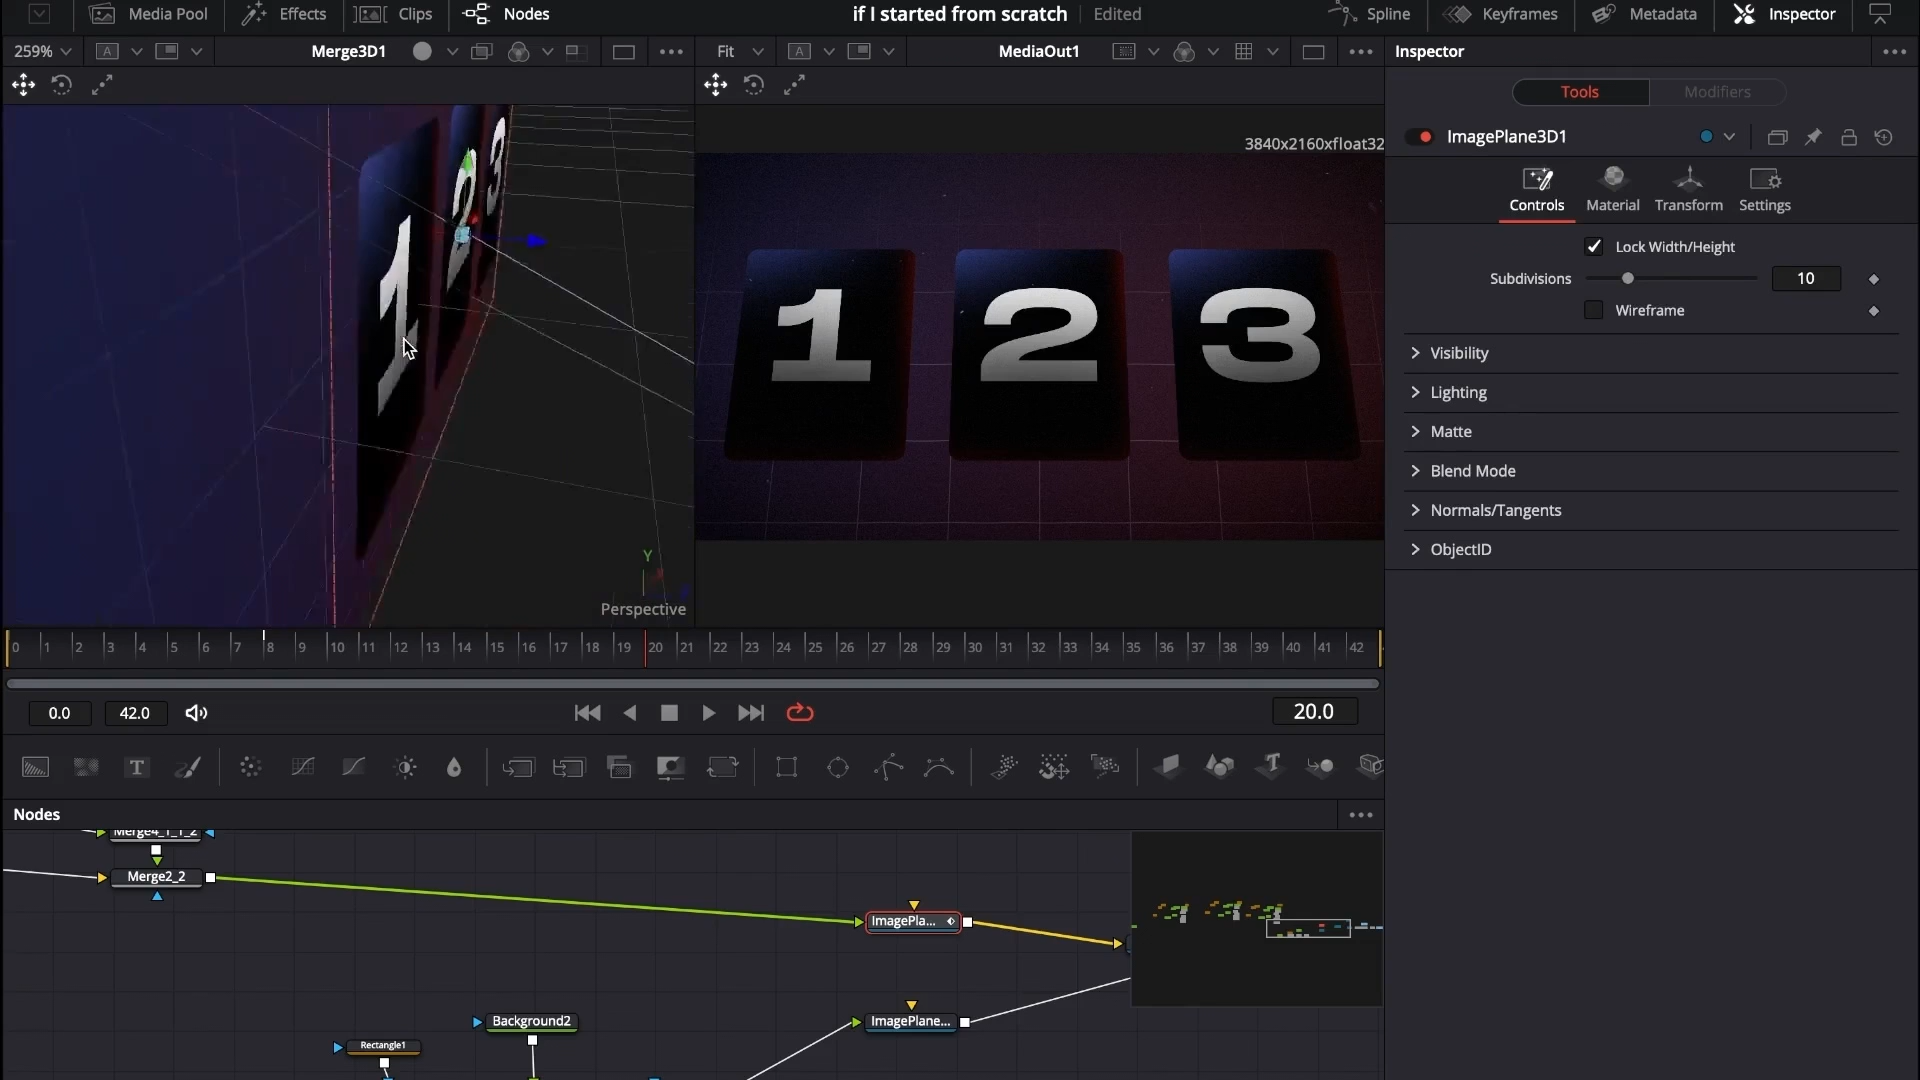 Media Pool
Effects
Clips
Nodes
if I started from scratch
Edited
Spline
Keyframes
Metadata
Inspector
259%
A
Merge3D1
Fit
A
MediaOut1
Inspector
Tools
Modifiers
3840x2160xfloat32
ImagePlane3D1
Controls
Material
Transform
Settings
Lock Width/Height
Subdivisions
10
Wireframe
Visibility
Lighting
Matte
Blend Mode
Normals/Tangents
ObjectID
1
2
3
1
2
3
Y
Perspective
0 1 2 3 4 5 6 7 8 9 10 11 12 13 14 15 16 17 18 19 20 21 22 23 24 25 26 27 28 29 30 31 32 33 34 35 36 37 38 39 40 41 42
0.0
42.0
20.0
T
T
Nodes
Merge4_1_1_2
Merge2_2
ImagePla...
Background2
ImagePlane...
Rectangle1